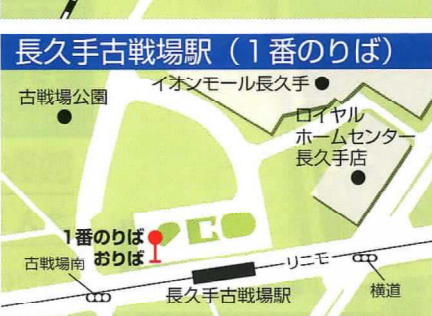 長久手古戦場駅（1番のりば）
イオンモール長久手
古戦場公園
ロイヤル
ホームセンター
長久手店
1番のりば
おりば
リニモ
古戦場南
長久手古戦場駅
横道